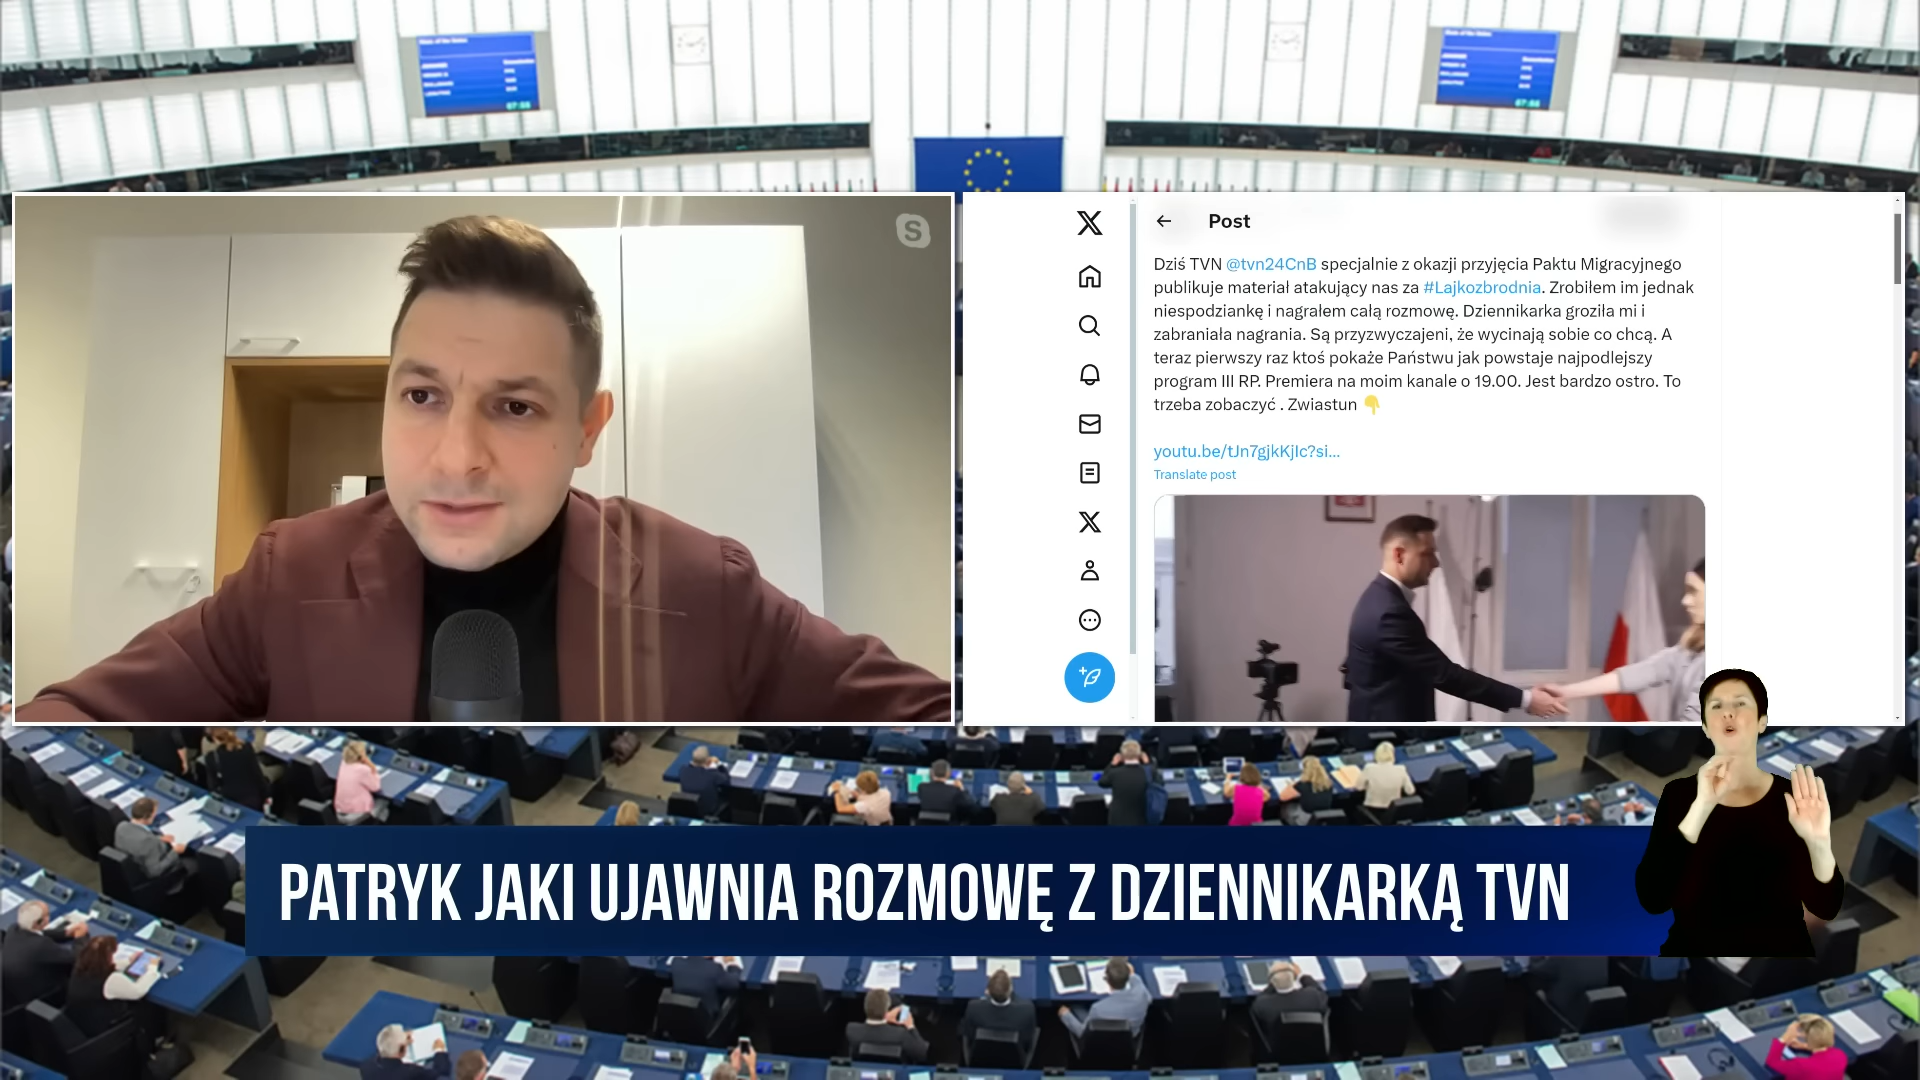 Post
Dziś TVN @tvn24CnB specjalnie z okazji przyjęcia Paktu Migracyjnego
publikuje materiał atakujący nas za #Lajkozbrodnia. Zrobiłem im jednak
niespodziankę i nagrałem całą rozmowę. Dziennikarka groziła mi i
zabraniała nagrania. Są przyzwyczajeni, że wycinają sobie co chcą. A
teraz pierwszy raz ktoś pokaże Państwu jak powstaje najpodlejszy
program III RP. Premiera na moim kanale o 19.00. Jest bardzo ostro. To
trzeba zobaczyć . Zwiastun
youtu.be/tJn7gjkKjIc?si...
Translate post
PATRYK JAKI UJAWNIA ROZMOWĘ Z DZIENNIKARKĄ TVN